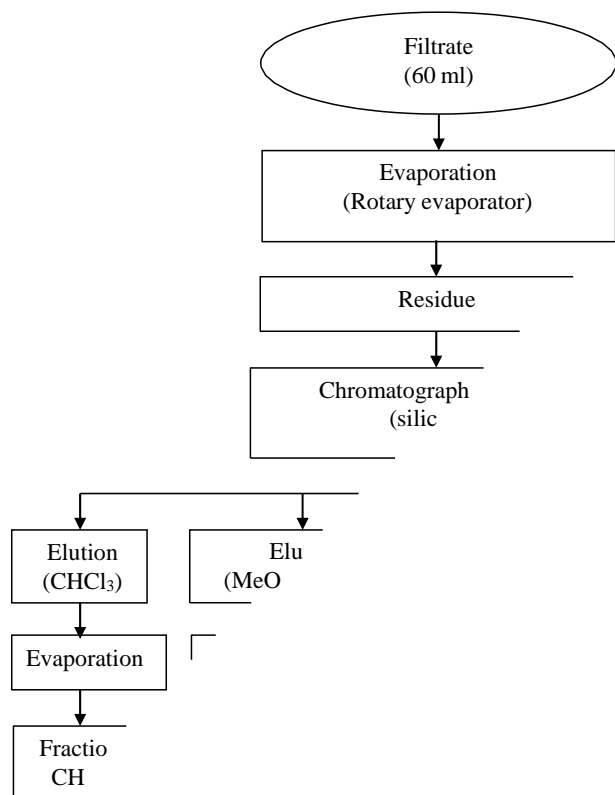 Filtrate
(60 ml)
Evaporation
(Rotary evaporator)
Residue
Chromatograph
(silic
Elution
(CHCl₃)
Elu
(MeO
Evaporation
Fractio
CH